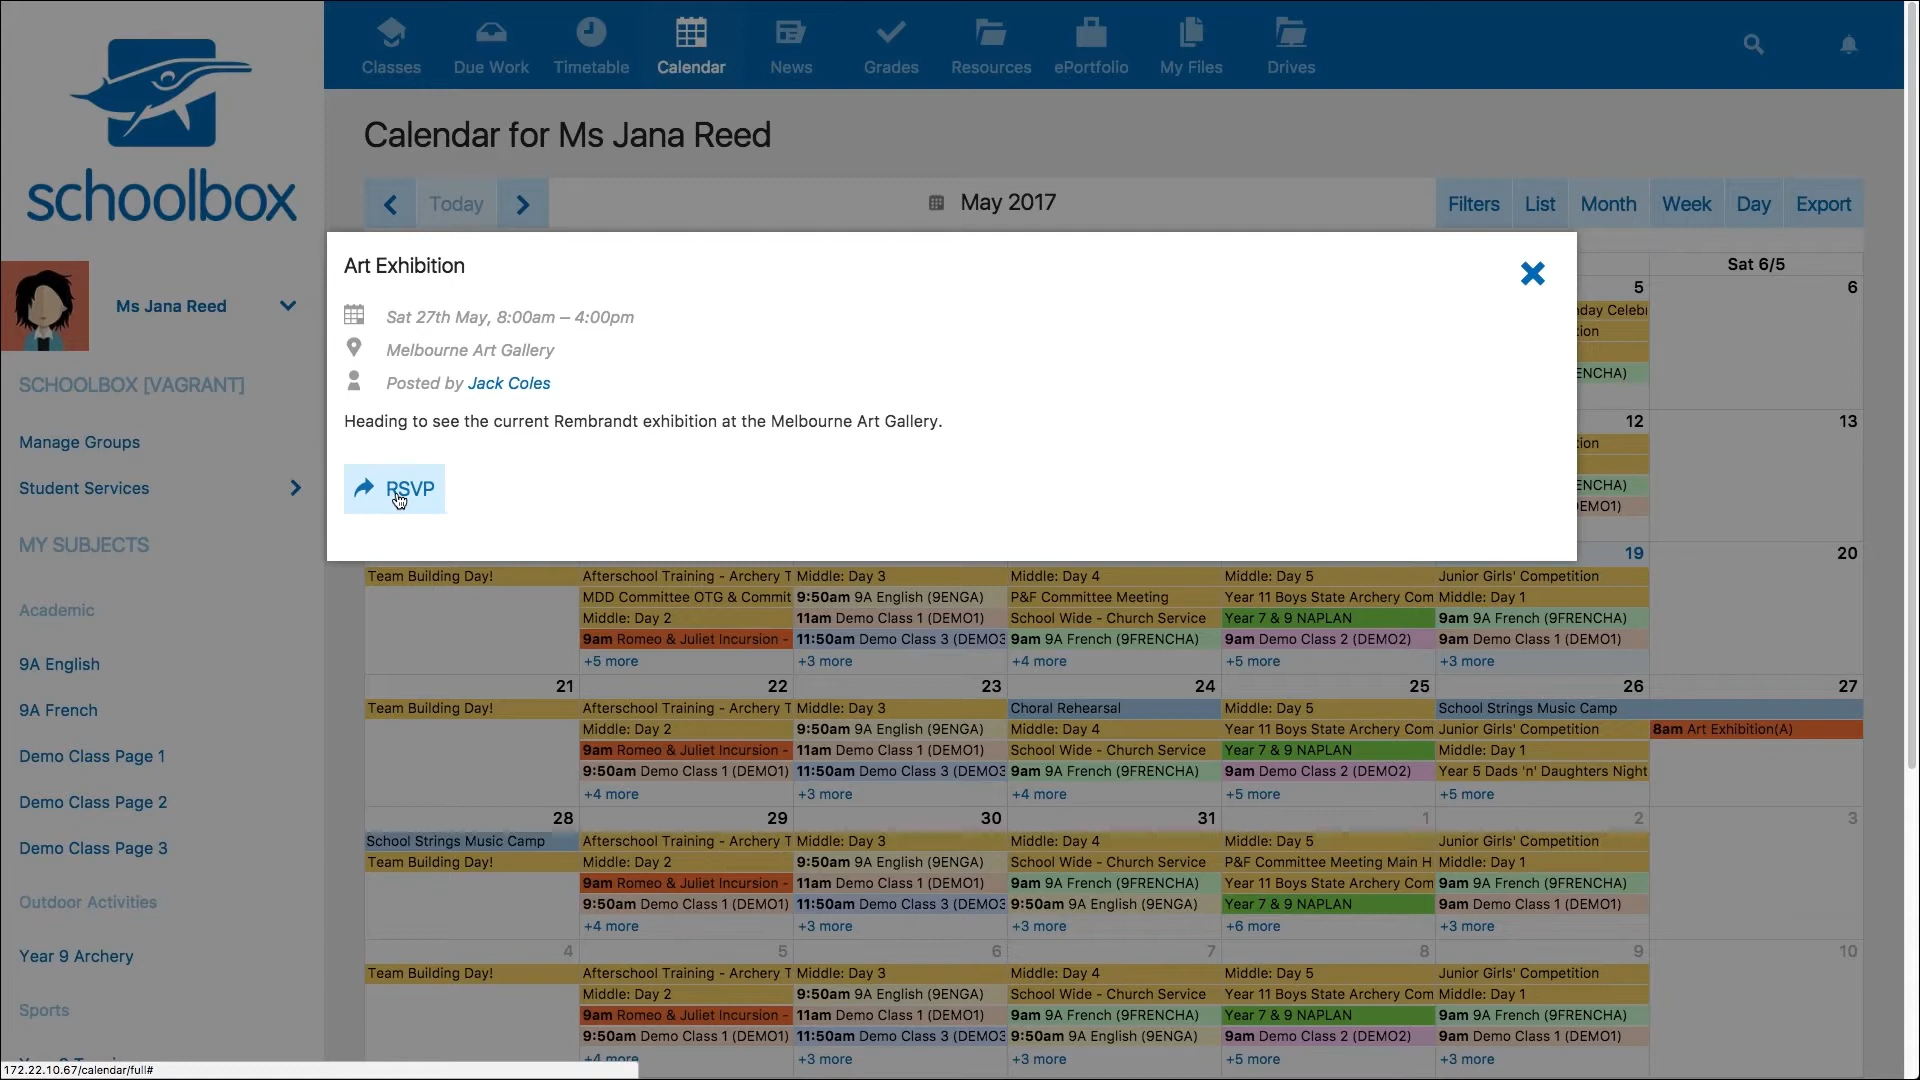 Classes
Due Work
Timetable
Calendar
News
Grades
Resources
ePortfolio
My Files
Drives
schoolbox
Ms Jana Reed
SCHOOLBOX [VAGRANT]
Manage Groups
Student Services
MY SUBJECTS
Academic
9A English
9A French
Demo Class Page 1
Demo Class Page 2
Demo Class Page 3
Outdoor Activities
Year 9 Archery
Sports
172.22.10.67/calendar/full#
Calendar for Ms Jana Reed
Today
May 2017
Filters
List
Month
Week
Day
Export
Art Exhibition
Sat 27th May, 8:00am – 4:00pm
Melbourne Art Gallery
Posted by Jack Coles
Heading to see the current Rembrandt exhibition at the Melbourne Art Gallery.
RSVP
Sat 6/5
5 6
day Celebr
tion
ENCHA)
12 13
tion
ENCHA)
EMO1)
19 20
Team Building Day! Afterschool Training - Archery T Middle: Day 3 Middle: Day 4 Middle: Day 5 Junior Girls' Competition
MDD Committee OTG & Commit 9:50am 9A English (9ENGA) P&F Committee Meeting Year 11 Boys State Archery Com Middle: Day 1
Middle: Day 2 11am Demo Class 1 (DEMO1) School Wide - Church Service Year 7 & 9 NAPLAN 9am 9A French (9FRENCHA)
9am Romeo & Juliet Incursion - 11:50am Demo Class 3 (DEMO3 9am 9A French (9FRENCHA) 9am Demo Class 2 (DEMO2) 9am Demo Class 1 (DEMO1)
+5 more +3 more +4 more +5 more +3 more
21 22 23 24 25 26 27
Team Building Day! Afterschool Training - Archery T Middle: Day 3 Choral Rehearsal Middle: Day 5 School Strings Music Camp
Middle: Day 2 9:50am 9A English (9ENGA) Middle: Day 4 Year 11 Boys State Archery Com Junior Girls' Competition 8am Art Exhibition(A)
9am Romeo & Juliet Incursion - 11am Demo Class 1 (DEMO1) School Wide - Church Service Year 7 & 9 NAPLAN Middle: Day 1
9:50am Demo Class 1 (DEMO1) 11:50am Demo Class 3 (DEMO3 9am 9A French (9FRENCHA) 9am Demo Class 2 (DEMO2) Year 5 Dads 'n' Daughters Night
+4 more +3 more +4 more +5 more +5 more
28 29 30 31 1 2 3
School Strings Music Camp Afterschool Training - Archery T Middle: Day 3 Middle: Day 4 Middle: Day 5 Junior Girls' Competition
Team Building Day! Middle: Day 2 9:50am 9A English (9ENGA) School Wide - Church Service P&F Committee Meeting Main H Middle: Day 1
9am Romeo & Juliet Incursion - 11am Demo Class 1 (DEMO1) 9am 9A French (9FRENCHA) Year 11 Boys State Archery Com 9am 9A French (9FRENCHA)
9:50am Demo Class 1 (DEMO1) 11:50am Demo Class 3 (DEMO3 9:50am 9A English (9ENGA) Year 7 & 9 NAPLAN 9am Demo Class 1 (DEMO1)
+4 more +3 more +3 more +6 more +3 more
4 5 6 7 8 9 10
Team Building Day! Afterschool Training - Archery T Middle: Day 3 Middle: Day 4 Middle: Day 5 Junior Girls' Competition
Middle: Day 2 9:50am 9A English (9ENGA) School Wide - Church Service Year 11 Boys State Archery Com Middle: Day 1
9am Romeo & Juliet Incursion - 11am Demo Class 1 (DEMO1) 9am 9A French (9FRENCHA) Year 7 & 9 NAPLAN 9am 9A French (9FRENCHA)
9:50am Demo Class 1 (DEMO1) 11:50am Demo Class 3 (DEMO3 9:50am 9A English (9ENGA) 9am Demo Class 2 (DEMO2) 9am Demo Class 1 (DEMO1)
+4 more +3 more +3 more +5 more +3 more